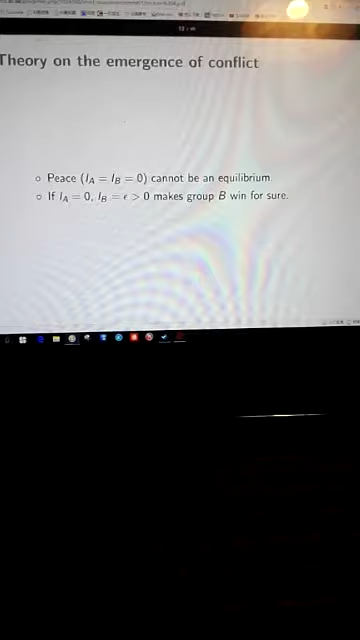 Theory on the emergence of conflict
Peace (I_A = I_B = 0) cannot be an equilibrium.
If I_A = 0, I_B = ϵ > 0 makes group B win for sure.